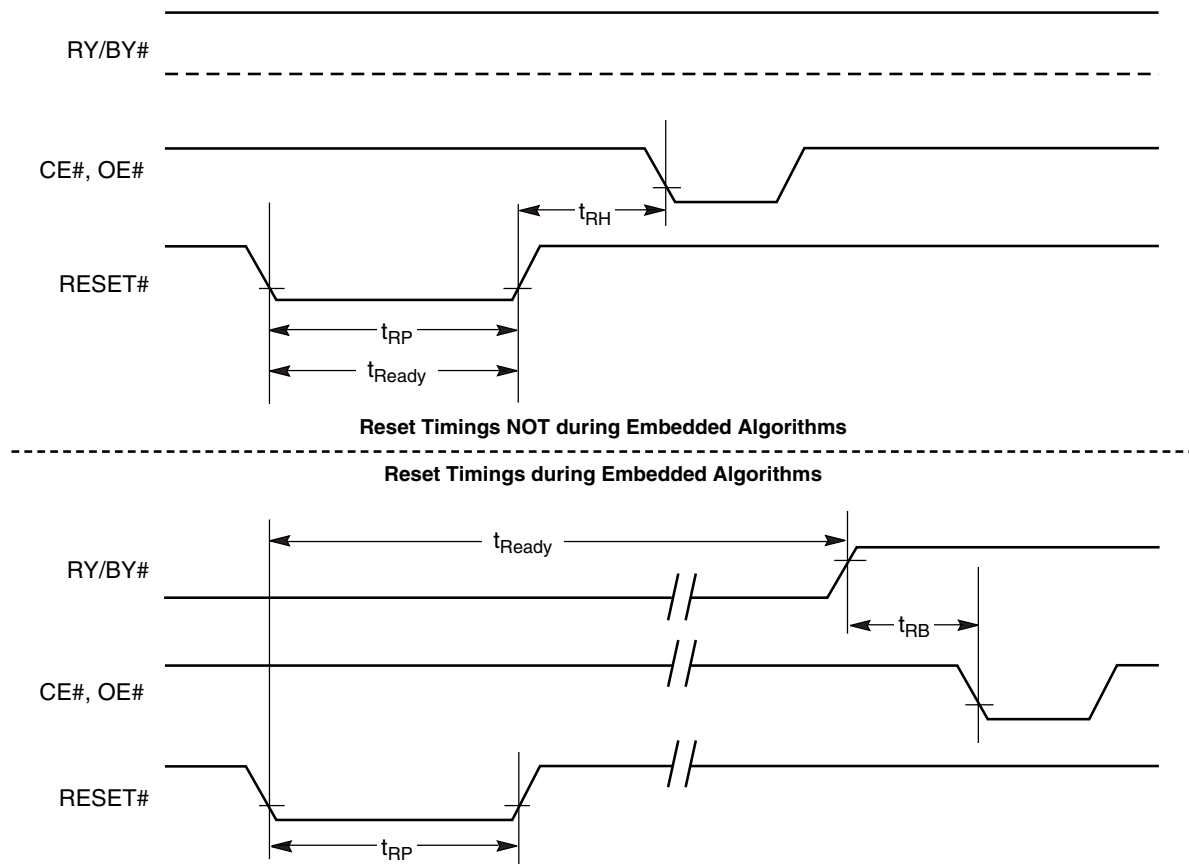 RY/BY#
CE#, OE#
tRH
RESET#
tRP
tReady
Reset Timings NOT during Embedded Algorithms
Reset Timings during Embedded Algorithms
tReady
RY/BY#
tRB
CE#, OE#
RESET#
tRP